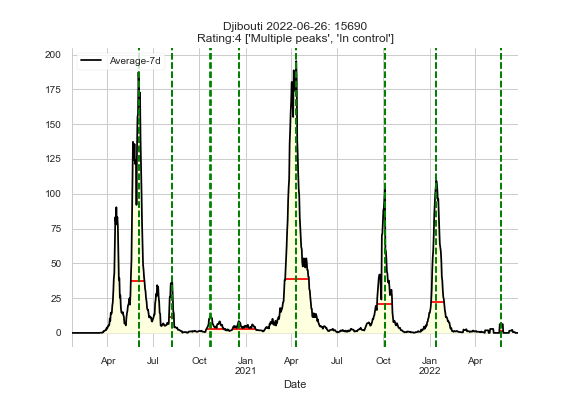 Djibouti 2022-06-26: 15690
Rating:4 ['Multiple peaks', 'In control']
200
175
150
125
100
75
50
25
0
Average-7d
Apr Jul Oct Jan Apr Jul Oct Jan Apr
2021 2022
Date